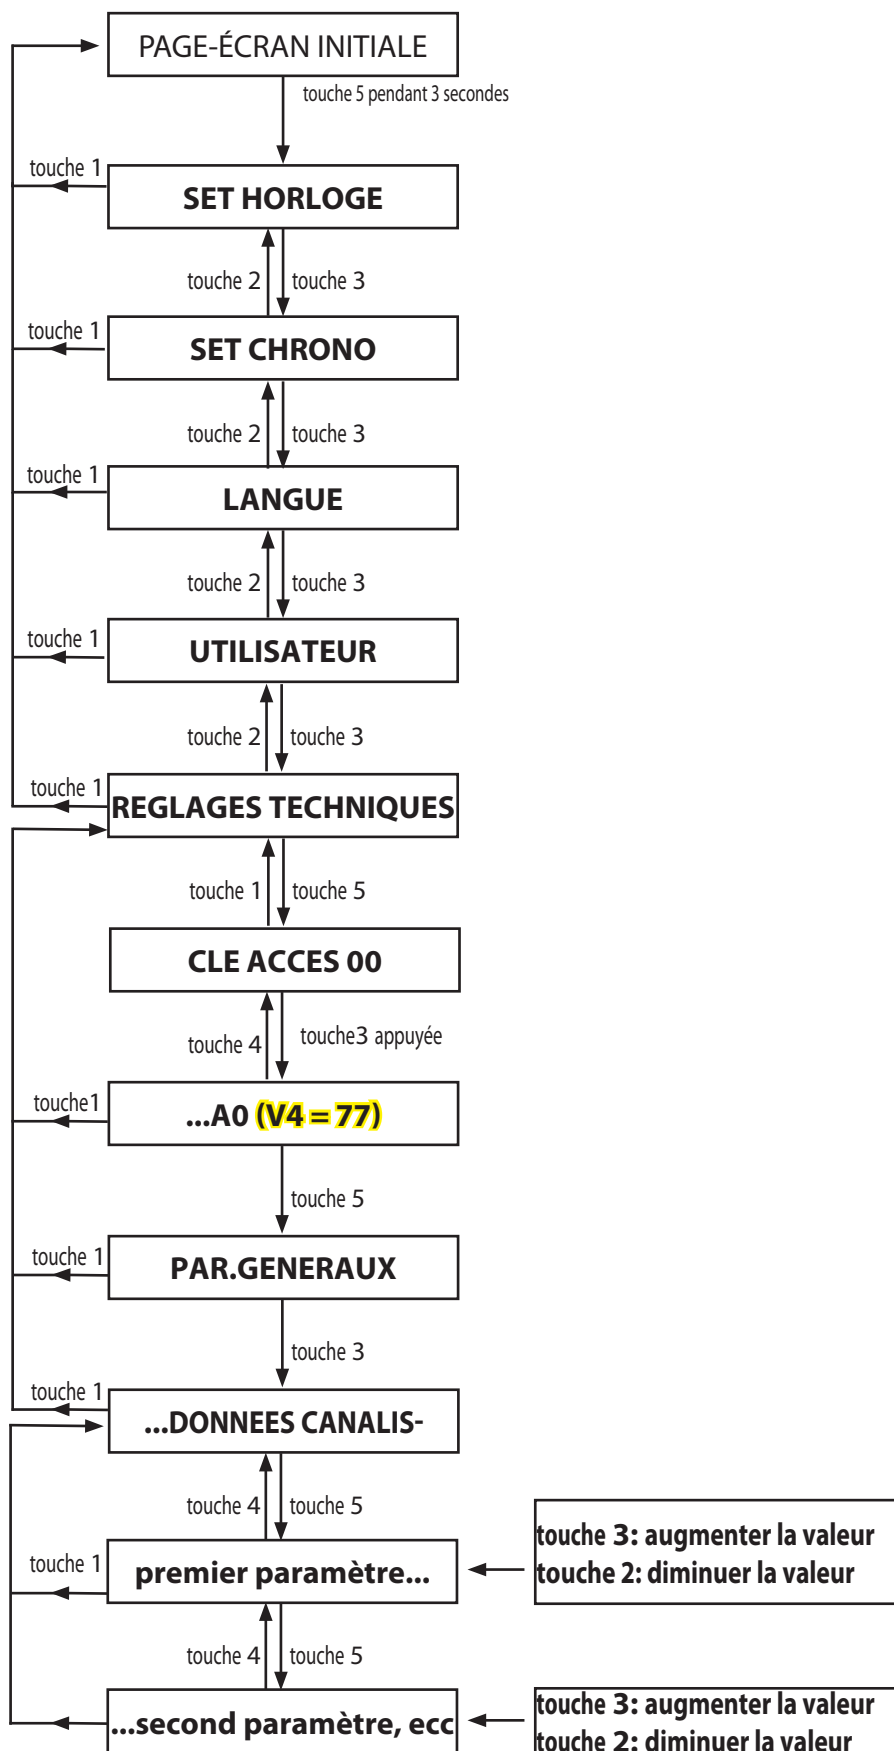 PAGE-ÉCRAN INITIALE
touche 5 pendant 3 secondes
touche 1
SET HORLOGE
touche 2
touche 3
touche 1
SET CHRONO
touche 2
touche 3
touche 1
LANGUE
touche 2
touche 3
touche 1
UTILISATEUR
touche 2
touche 3
touche 1
REGLAGES TECHNIQUES
touche 1
touche 5
CLE ACCES 00
touche 4
touche3 appuyée
touche1
...A0 (V4 = 77)
touche 5
touche 1
PAR.GENERAUX
touche 3
touche 1
...DONNEES CANALIS-
touche 4
touche 5
touche 1
premier paramètre...
touche 3: augmenter la valeur
touche 2: diminuer la valeur
touche 4
touche 5
...second paramètre, ecc
touche 3: augmenter la valeur
touche 2: diminuer la valeur